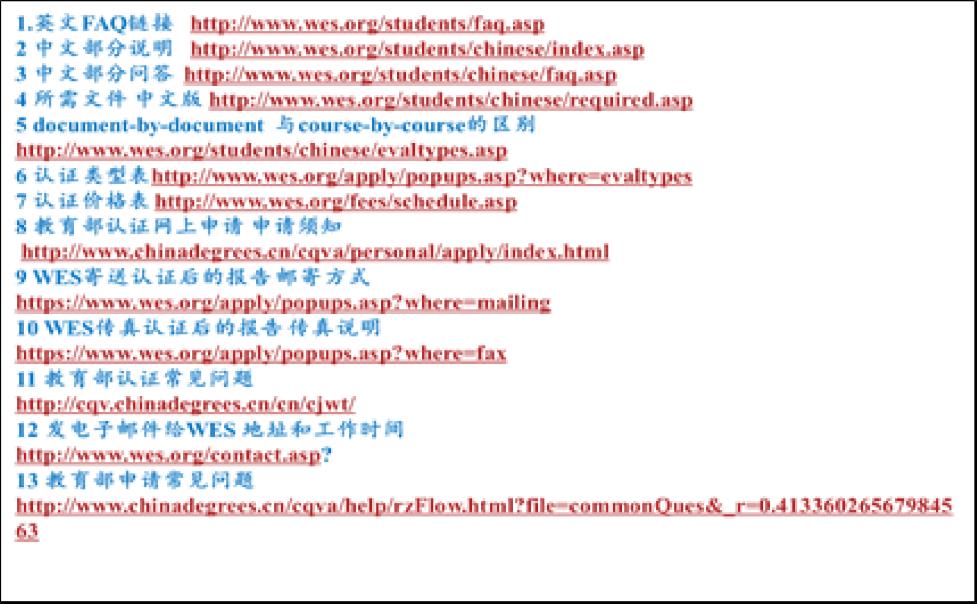 1.英文FAQ链接 http://www.wes.org/students/faq.asp
2 中文部分说明 http://www.wes.org/students/chinese/index.asp
3 中文部分问答 http://www.wes.org/students/chinese/faq.asp
4 所需文件 中文版 http://www.wes.org/students/chinese/required.asp
5 document-by-document 与course-by-course的区别
http://www.wes.org/students/chinese/evaltypes.asp
6 认证类型表http://www.wes.org/apply/popups.asp?where=evaltypes
7 认证价格表 http://www.wes.org/fees/schedule.asp
8 教育部认证网上申请 申请须知
http://www.chinadegrees.cn/cqva/personal/apply/index.html
9 WES寄送认证后的报告 邮寄方式
https://www.wes.org/apply/popups.asp?where=mailing
10 WES传真认证后的报告 传真说明
https://www.wes.org/apply/popups.asp?where=fax
11 教育部认证常见问题
http://cqv.chinadegrees.cn/cn/cjwt/
12 发电子邮件给WES 地址和工作时间
http://www.wes.org/contact.asp?
13 教育部申请常见问题
http://www.chinadegrees.cn/cqva/help/rzFlow.html?file=commonQues&_r=0.413360265679845
63